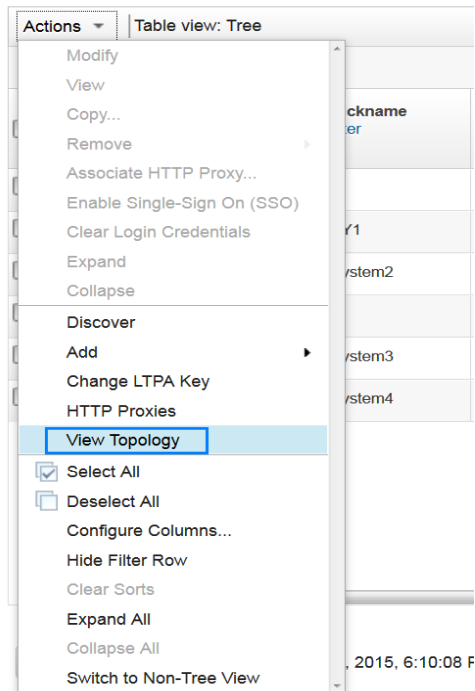 Actions Table view: Tree
Modify
View
Copy...
ckname
Remove
Associate HTTP Proxy...
Enable Single-Sign On (SSO)
Clear Login Credentials
Y1
Expand
ystem2
Collapse
Discover
Add
ystem3
Change LTPA Key
ystem4
HTTP Proxies
View Topology
Select All
Deselect All
Configure Columns...
Hide Filter Row
Clear Sorts
Expand All
Collapse All
, 2015, 6:10:08
Switch to Non-Tree View